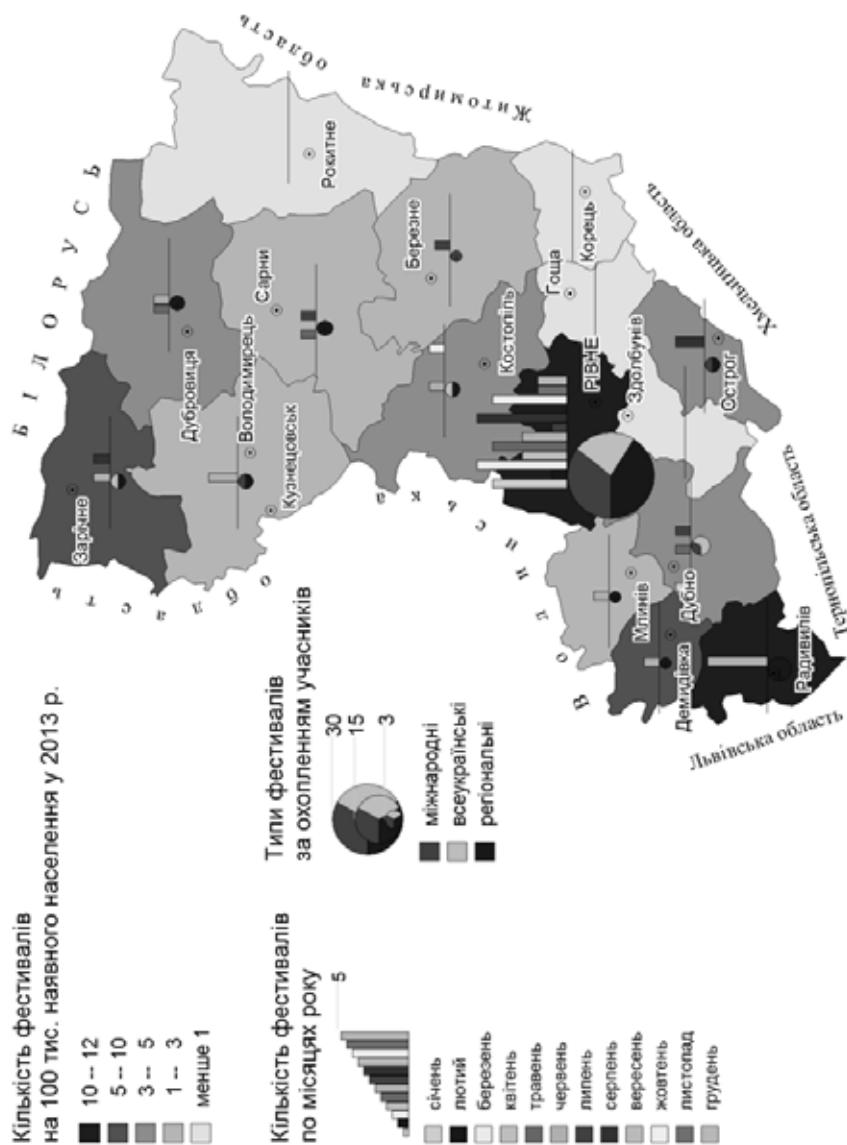 Кількість фестивалів
на 100 тис. наявного населення у 2013 р.
10 -- 12
5 -- 10
3 -- 5
1 -- 3
менше 1
Кількість фестивалів
по місяцях року
5
січень
лютий
березень
квітень
травень
червень
липень
серпень
вересень
жовтень
листопад
грудень
Типи фестивалів
за охопленням учасників
30
15
3
міжнародні
всеукраїнські
регіональні
БІЛОРУСЬ
Житомирська область
Хмельницька область
Тернопільська область
Львівська область
Волинська область
Зарічне
Дубровиця
Володимирець
Кузнецовськ
Сарни
Рокитне
Березне
Костопіль
Корець
Гоща
РІВНЕ
Здолбунів
Острог
Млинів
Дубно
Демидівка
Радивилів